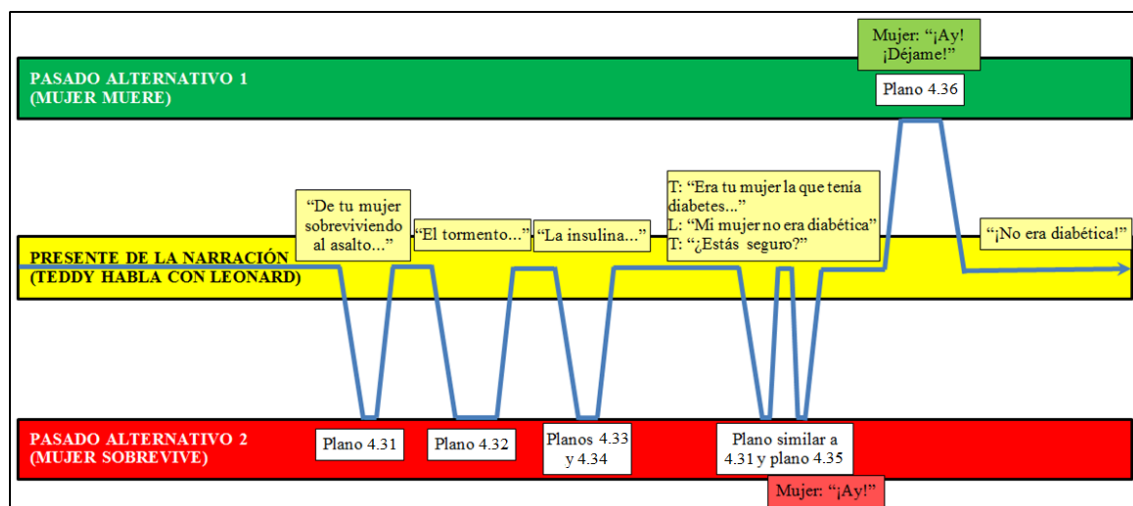 Mujer: “¡Ay!
¡Déjame!”
PASADO ALTERNATIVO 1
(MUJER MUERE)
Plano 4.36
“De tu mujer
sobreviviendo
al asalto...”
“El tormento...”
“La insulina...”
T: “Era tu mujer la que tenía
diabetes...”
L: “Mi mujer no era diabética”
T: “¿Estás seguro?”
“¡No era diabética!”
PRESENTE DE LA NARRACIÓN
(TEDDY HABLA CON LEONARD)
PASADO ALTERNATIVO 2
(MUJER SOBREVIVE)
Plano 4.31
Plano 4.32
Planos 4.33
y 4.34
Plano similar a
4.31 y plano 4.35
Mujer: “¡Ay!”